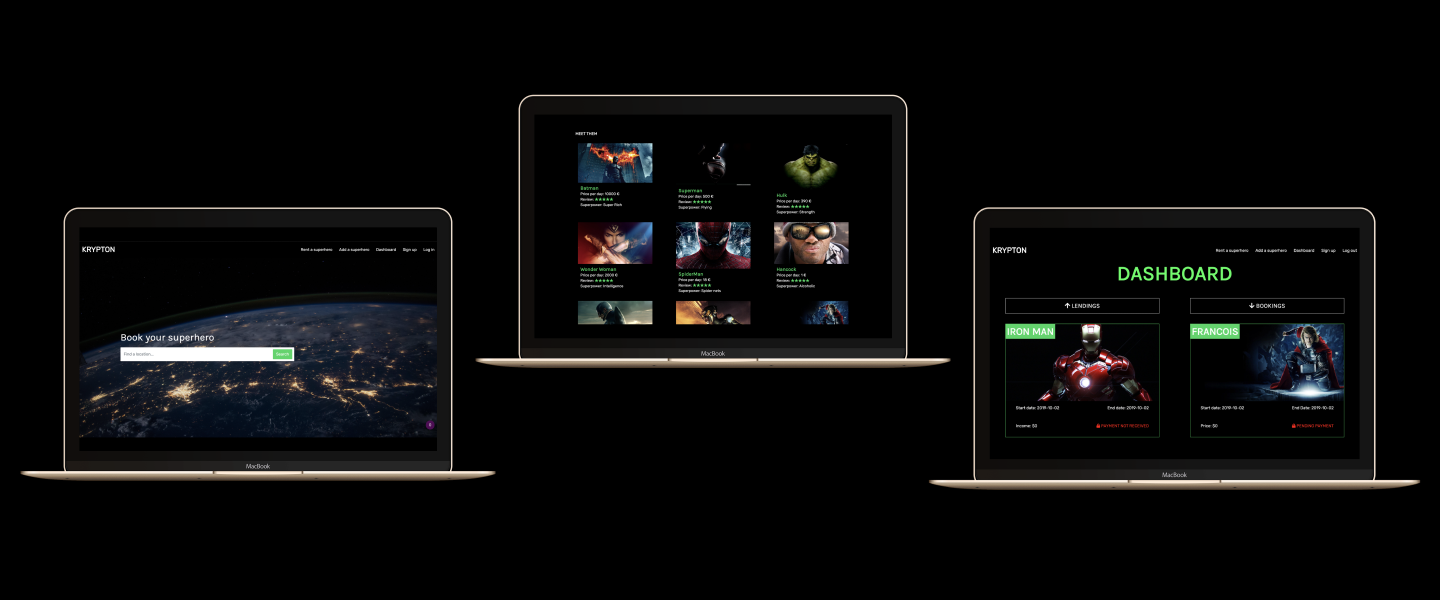 KRYPTON
Rent a superhero Add a superhero Dashboard Sign up Log in
Book your superhero
Find a location...
Search
MacBook
MEET THEM
Batman
Price per day: 10000 €
Review: ★★★★★
Superpower: Super Rich
Superman
Price per day: 500 €
Review: ★★★★★
Superpower: Flying
Hulk
Price per day: 390 €
Review: ★★★★★
Superpower: Strength
Wonder Woman
Price per day: 2000 €
Review: ★★★★★
Superpower: Intelligence
SpiderMan
Price per day: 15 €
Review: ★★★★★
Superpower: Spider nets
Hancock
Price per day: 1 €
Review: ★★★★★
Superpower: Alcoholic
MacBook
KRYPTON
Rent a superhero Add a superhero Dashboard Sign up Log out
DASHBOARD
LENDINGS
BOOKINGS
IRON MAN
Start date: 2019-10-02 End date: 2019-10-02
Income: $0 PAYMENT NOT RECEIVED
FRANCOIS
Start date: 2019-10-02 End Date: 2019-10-02
Price: $0 PENDING PAYMENT
MacBook